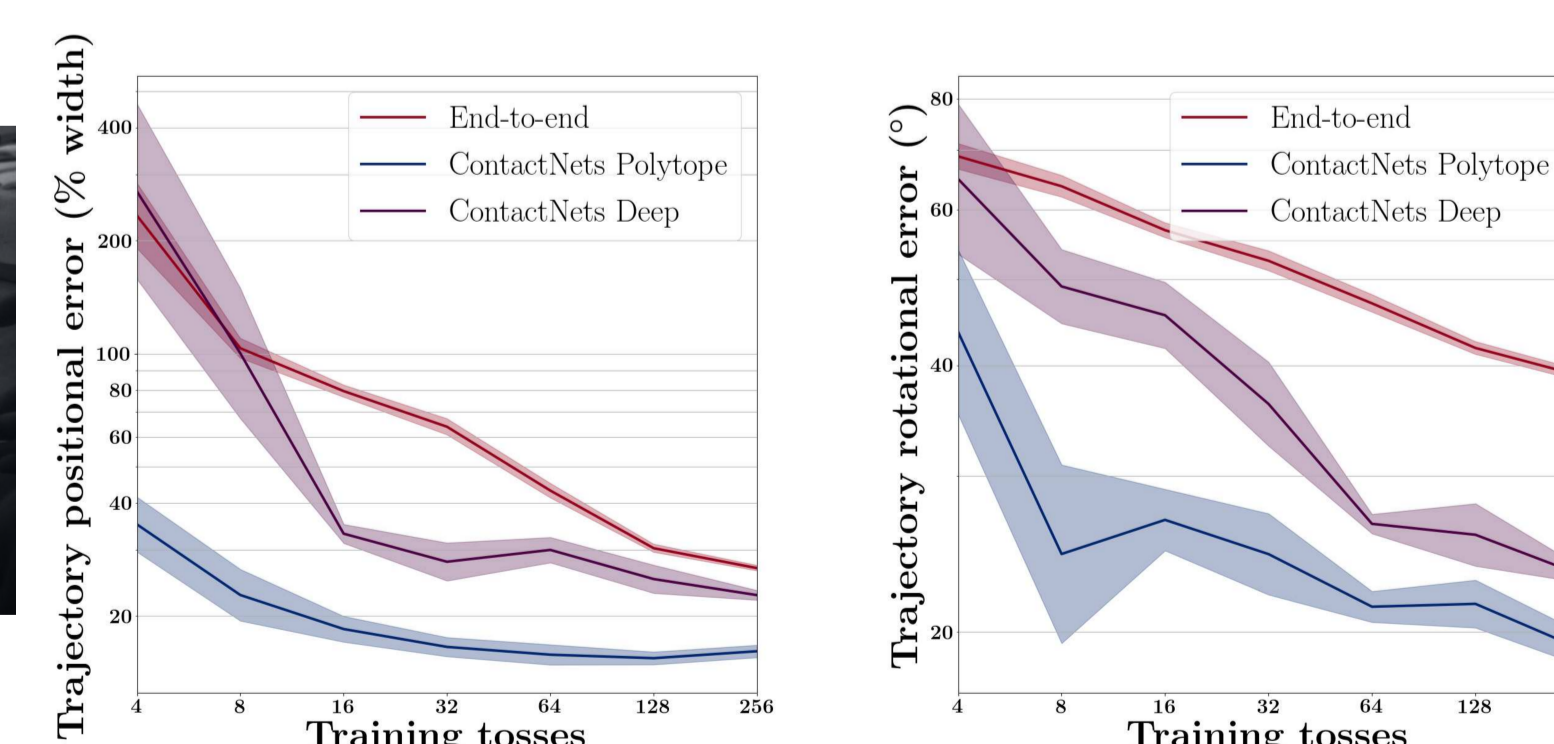 Trajectory positional error (% width)
400
200
100
80
60
40
20
End-to-end
ContactNets Polytope
ContactNets Deep
4 8 16 32 64 128 256
Training tosses
Trajectory rotational error (°)
80
60
40
20
End-to-end
ContactNets Polytope
ContactNets Deep
4 8 16 32 64 128
Training tosses